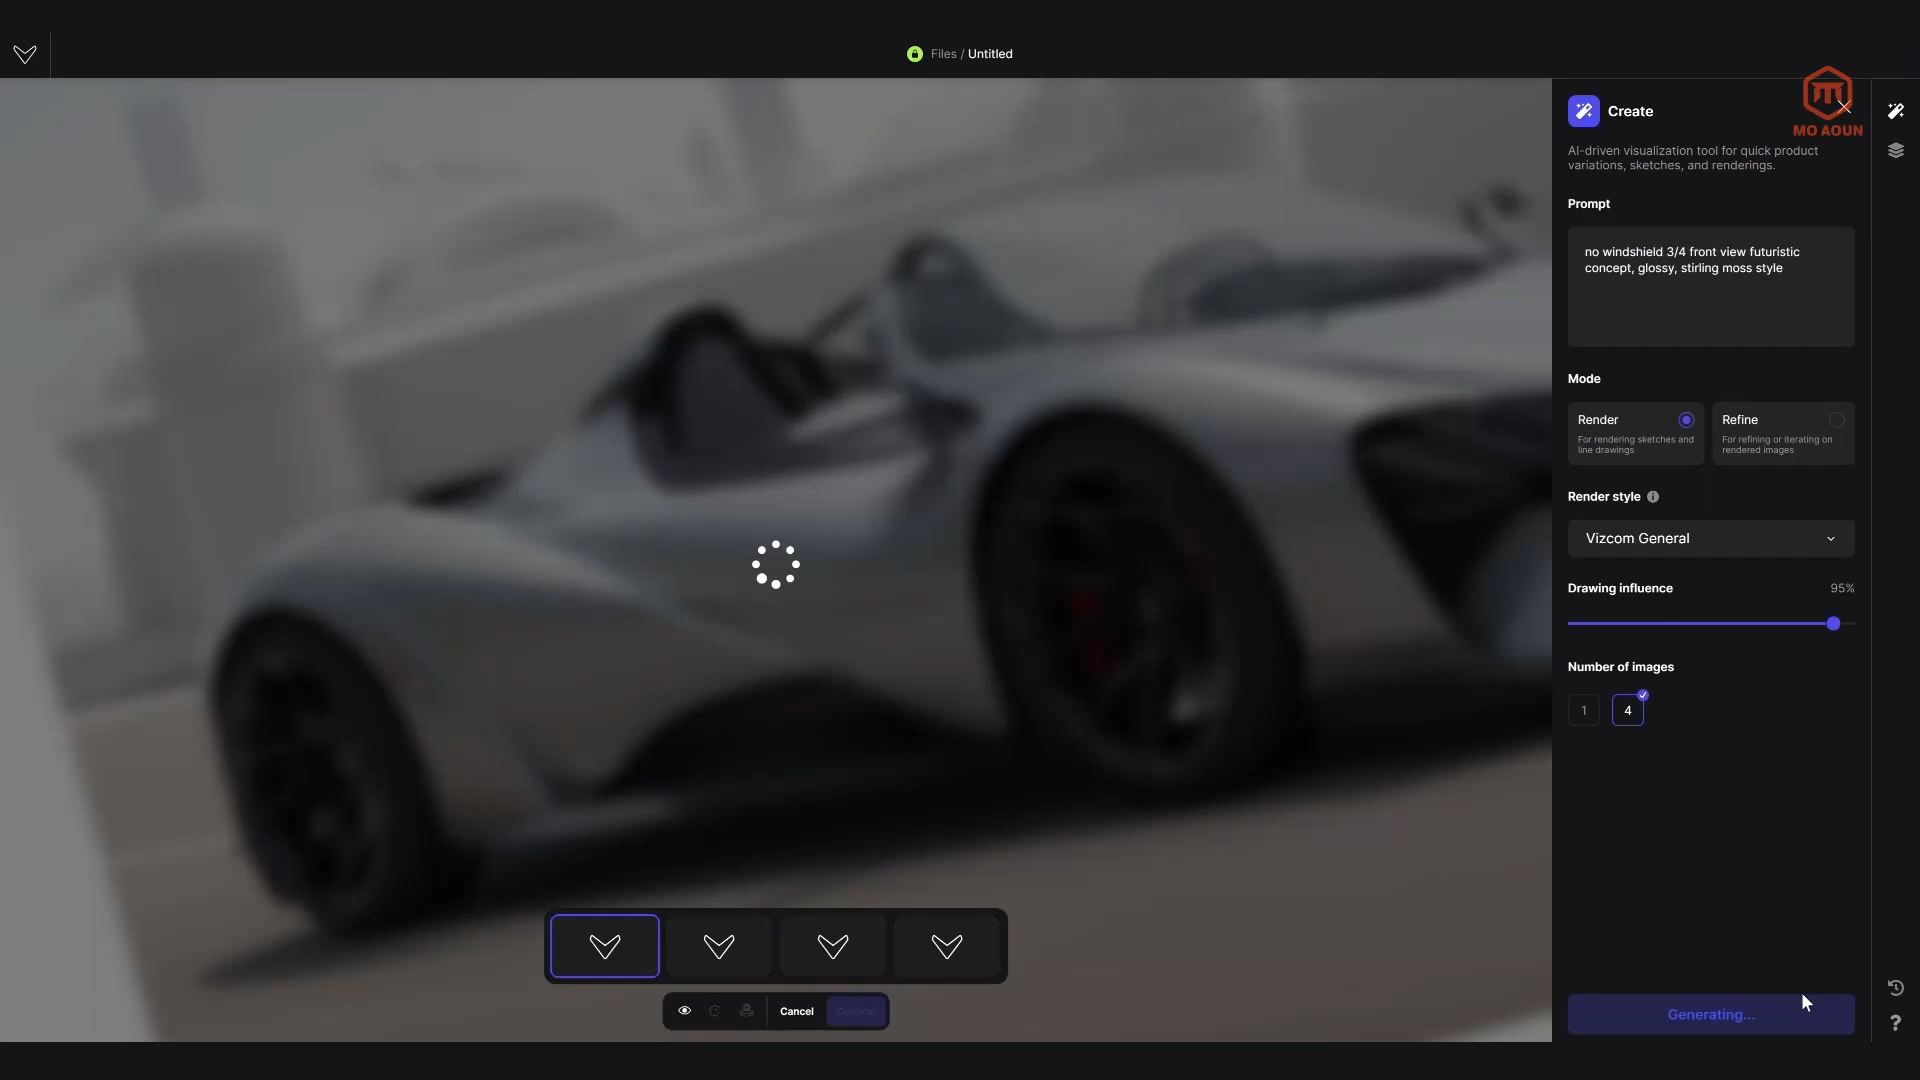 Files / Untitled
MO AOUN
Create
AI-driven visualization tool for quick product
variations, sketches, and renderings.
Prompt
no windshield 3/4 front view futuristic
concept, glossy, stirling moss style
Mode
Render
For rendering sketches and
line drawings
Refine
For refining or iterating on
rendered images
Render style
Vizcom General
Drawing influence 95%
Number of images
1 4
Cancel
Generating...
?